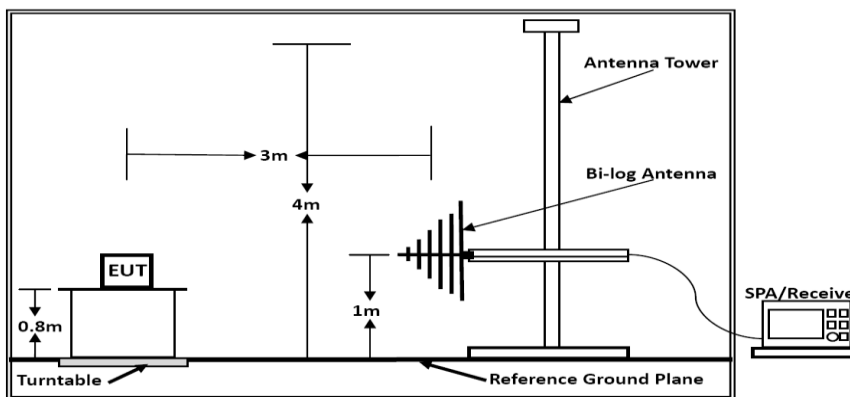 Antenna Tower
3m
Bi-log Antenna
4m
EUT
SPA/Receive
0.8m
1m
Turntable
Reference Ground Plane